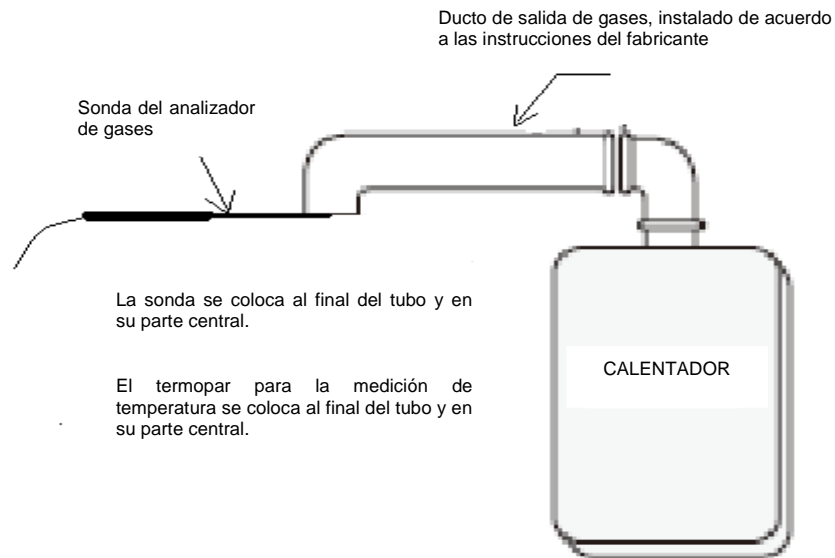 Ducto de salida de gases, instalado de acuerdo
a las instrucciones del fabricante
Sonda del analizador
de gases
La sonda se coloca al final del tubo y en
su parte central.
El termopar para la medición de
temperatura se coloca al final del tubo y en
su parte central.
CALENTADOR